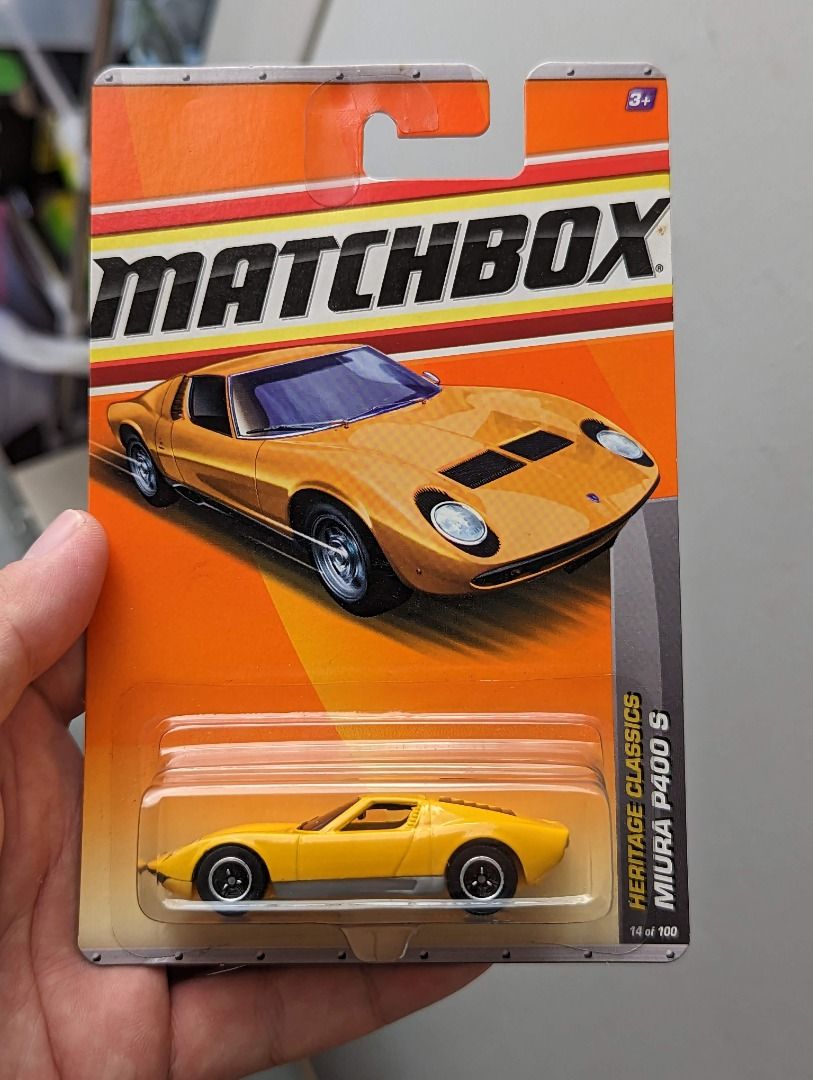 3+
MATCHBOX®
HERITAGE CLASSICS
MIURA P400 S
14 of 100